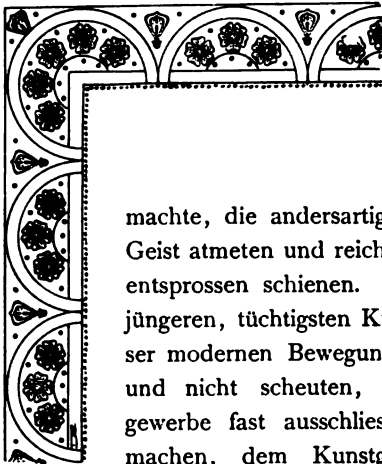 machte, die andersartig
Geist atmeten und reich
entsprossen schienen.
jüngeren, tüchtigsten K
ser modernen Bewegun
und nicht scheuten,
gewerbe fast ausschlies
machen, dem Kunstg